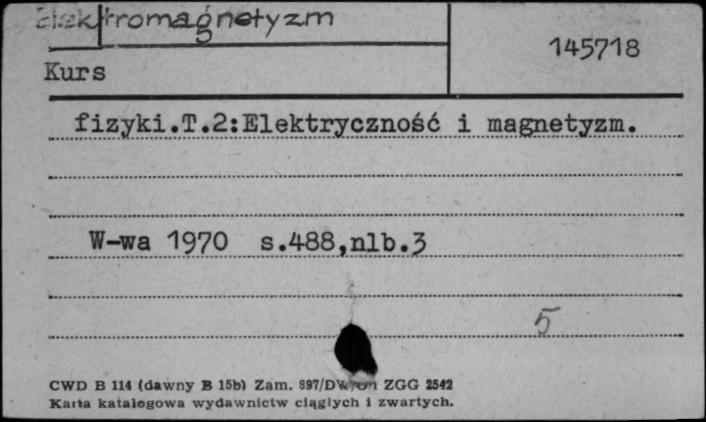 Elektromagnetyzm
145718
Kurs
fizyki.T.2:Elektryczność i magnetyzm.
W-wa 1970 s.488,nlb.3
5
CWD B 114 (dawny B 15b) Zam. 897/DW/ ZGG 2542
Karta katalogowa wydawnictw ciągłych i zwartych.